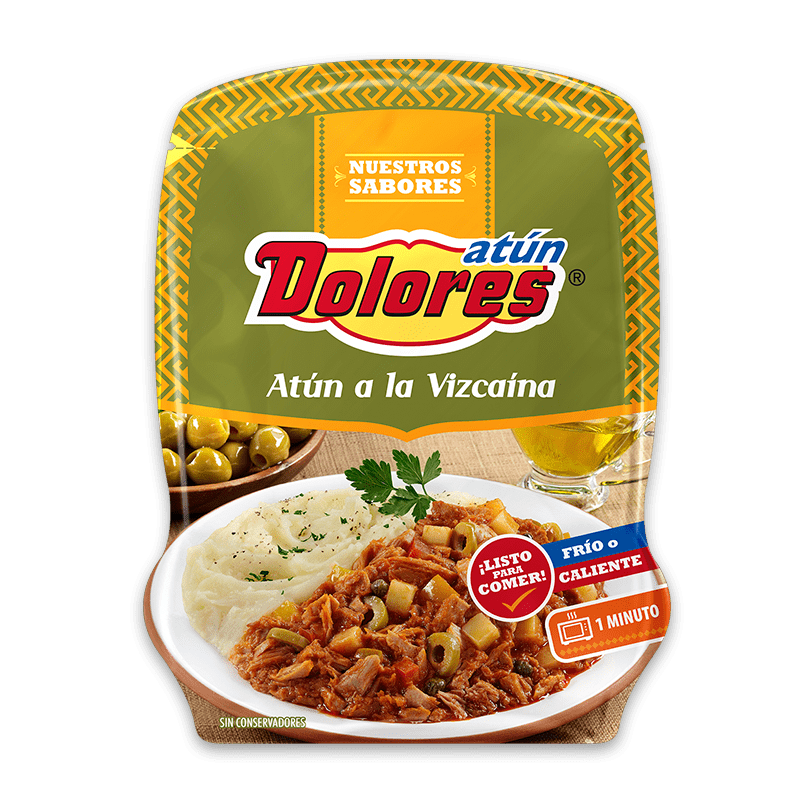 NUESTROS
SABORES
atún
Dolores®
Atún a la Vizcaína
¡LISTO
PARA
COMER!
FRÍO o
CALIENTE
1 MINUTO
SIN CONSERVADORES